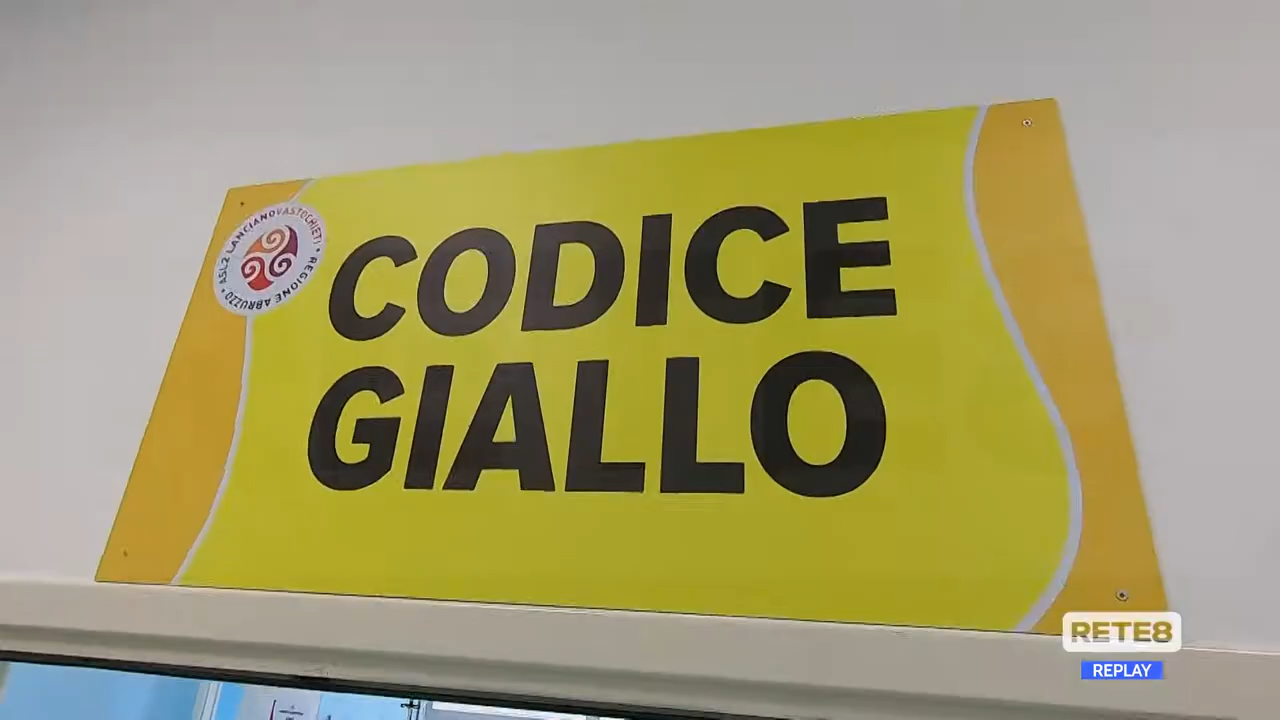 CODICE
GIALLO
ASL2 LANCIANOVASTOCHIETI • REGIONE ABRUZZO •
RETE8
REPLAY